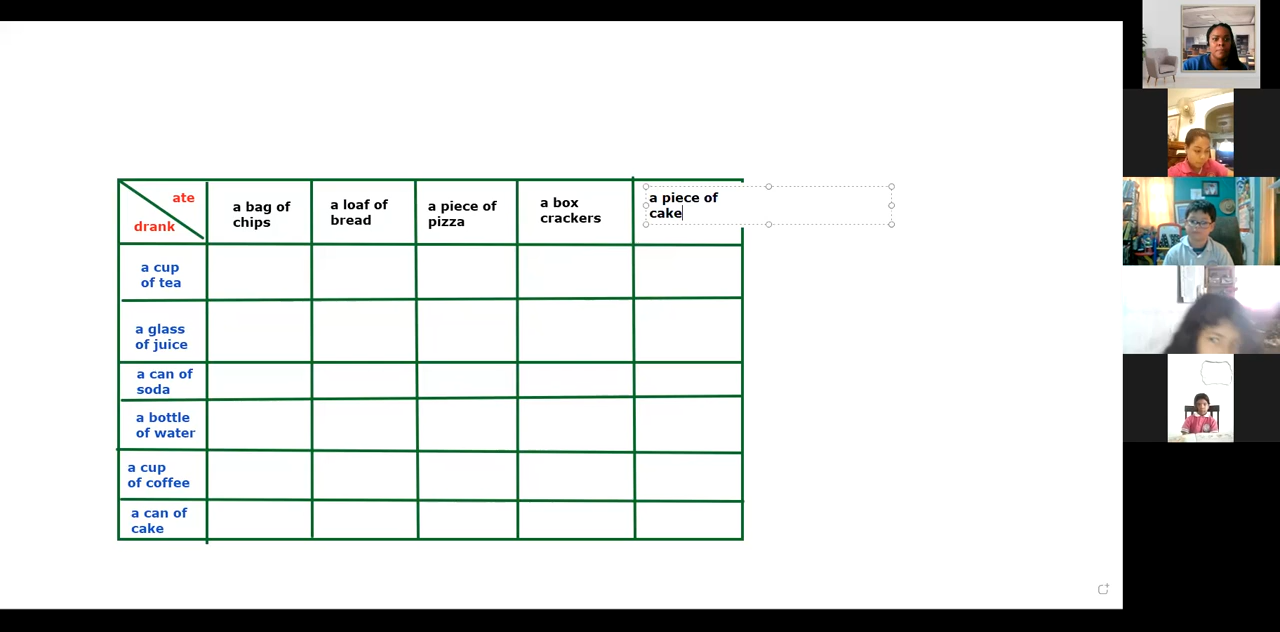 ate
drank
a bag of
chips
a loaf of
bread
a piece of
pizza
a box
crackers
a piece of
cake
a cup
of tea
a glass
of juice
a can of
soda
a bottle
of water
a cup
of coffee
a can of
cake